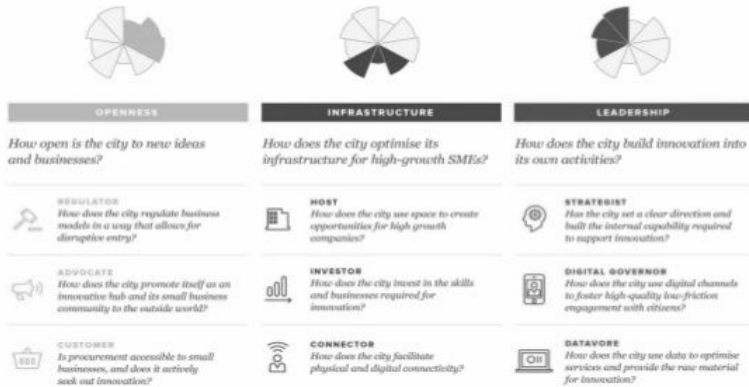 OPENNESS
How open is the city to new ideas
and businesses?
REGULATOR
How does the city regulate business
models in a way that allows for
disruptive entry?
ADVOCATE
How does the city promote itself as an
innovative hub and its small business
community to the outside world?
CUSTOMER
Is procurement accessible to small
businesses, and does it actively
seek out innovation?
INFRASTRUCTURE
How does the city optimise its
infrastructure for high-growth SMEs?
HOST
How does the city use space to create
opportunities for high growth
companies?
INVESTOR
How does the city invest in the skills
and businesses required for
innovation?
CONNECTOR
How does the city facilitate
physical and digital connectivity?
LEADERSHIP
How does the city build innovation into
its own activities?
STRATEGIST
Has the city set a clear direction and
built the internal capability required
to support innovation?
DIGITAL GOVERNOR
How does the city use digital channels
to foster high-quality low-friction
engagement with citizens?
DATAVORE
How does the city use data to optimise
services and provide the raw material
for innovation?